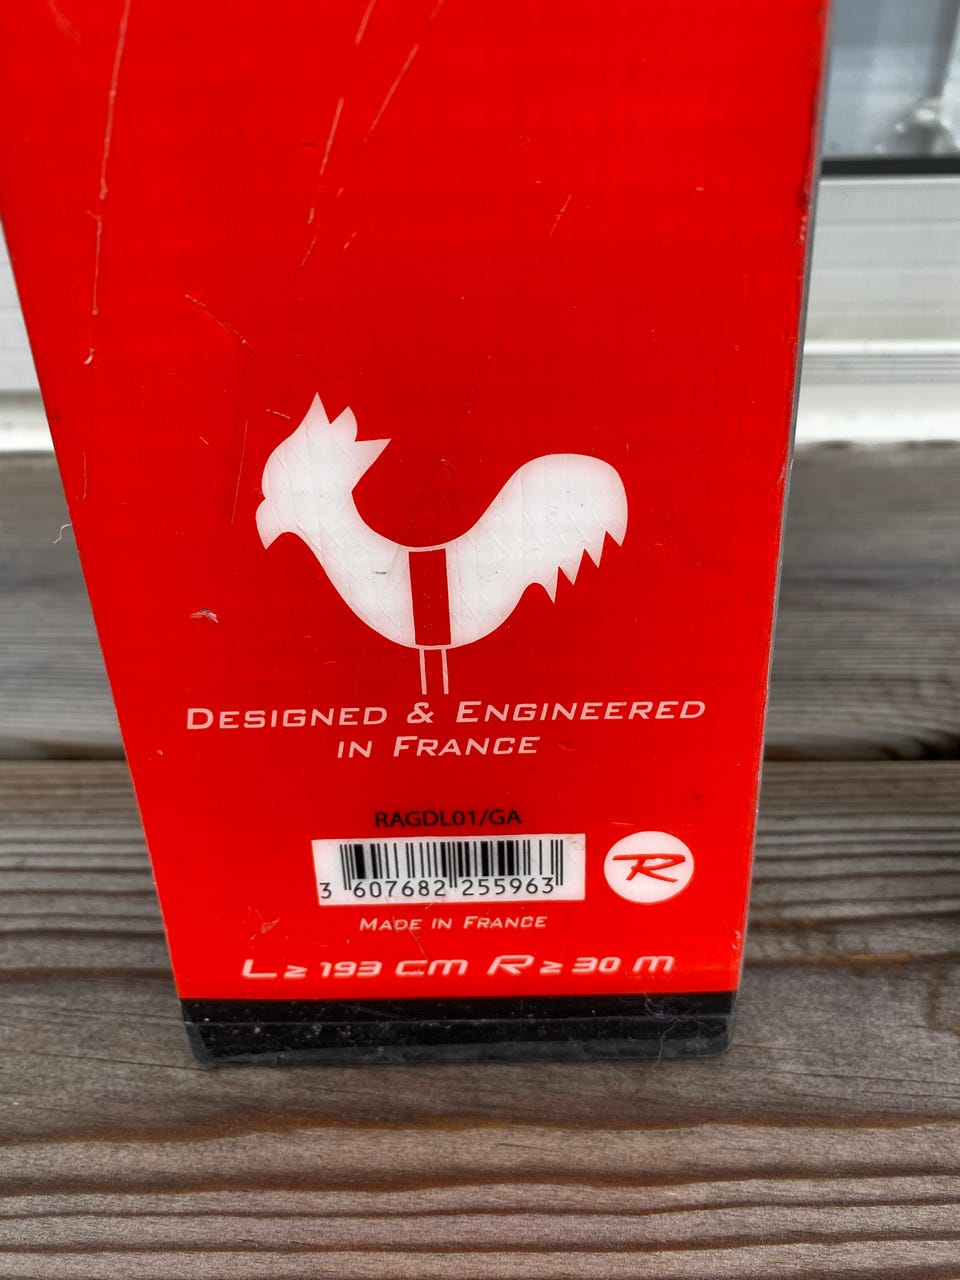 DESIGNED & ENGINEERED
IN FRANCE
RAGDL01/GA
3 607682 255963
MADE IN FRANCE
R
L ≥ 193 cm R ≥ 30 m